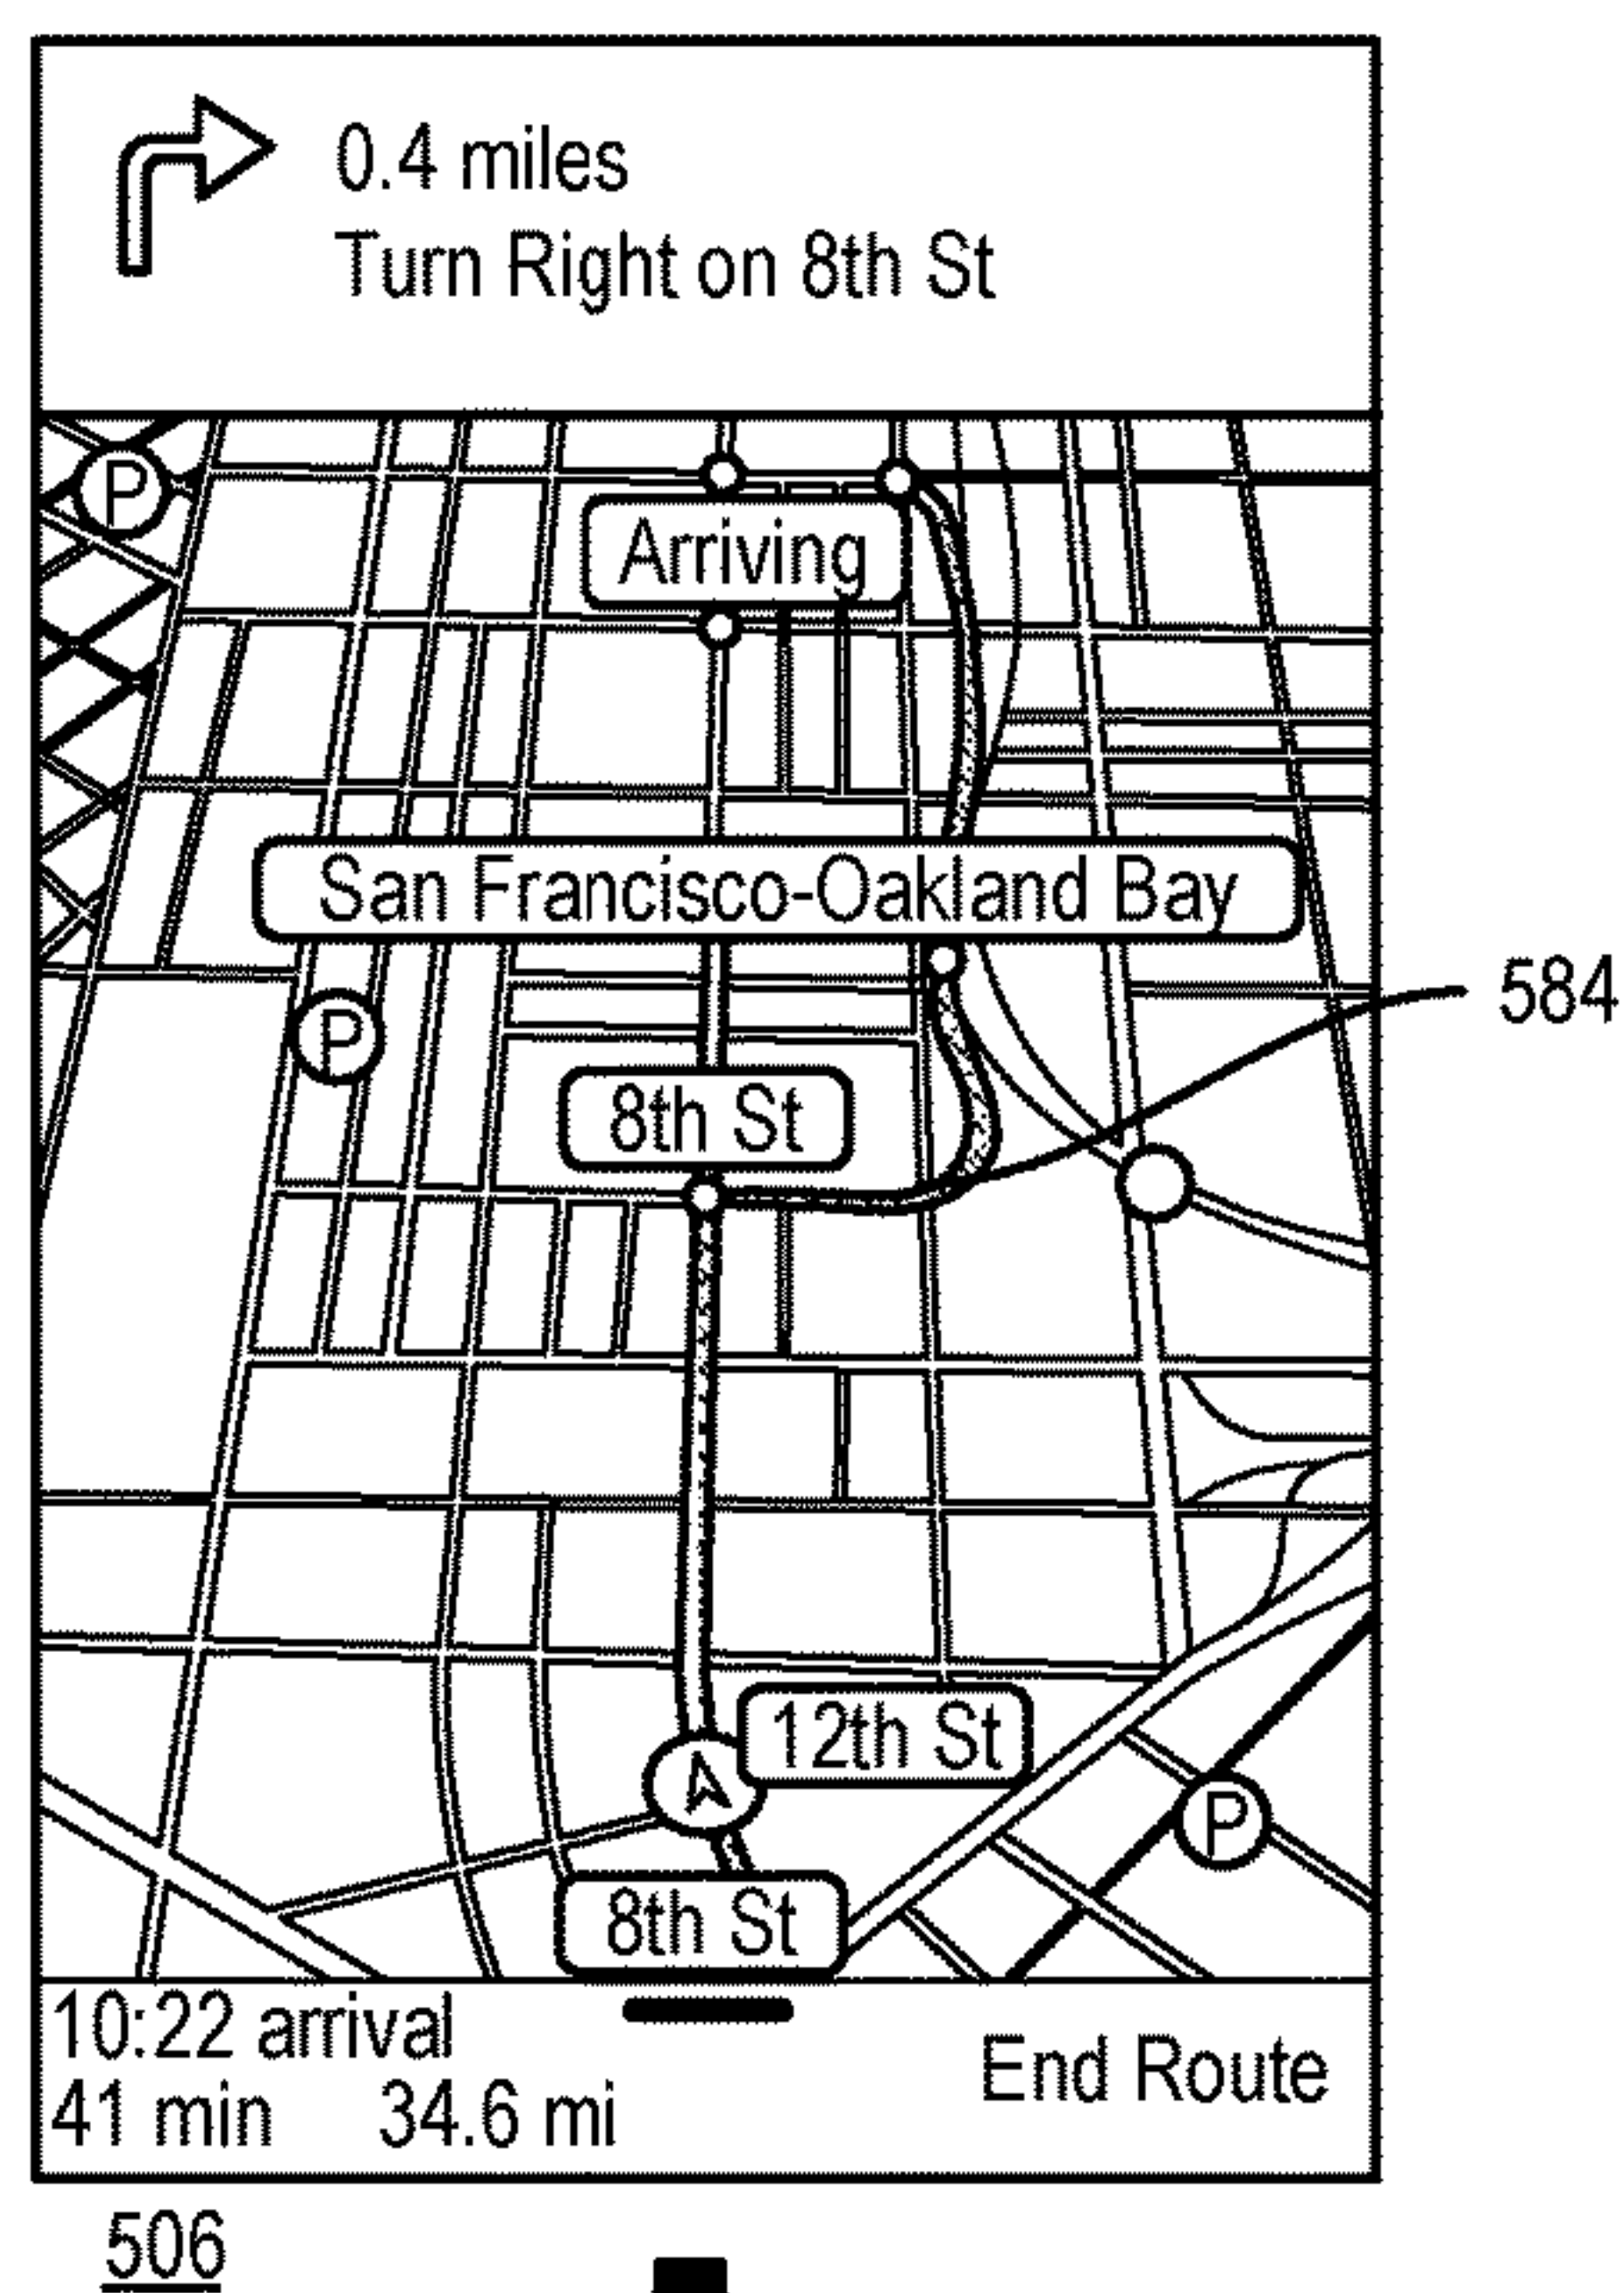 0.4 miles
Turn Right on 8th St
P
Arriving
San Francisco-Oakland Bay
584
P
8th St
12th St
P
8th St
10:22 arrival
41 min 34.6 mi
End Route
506